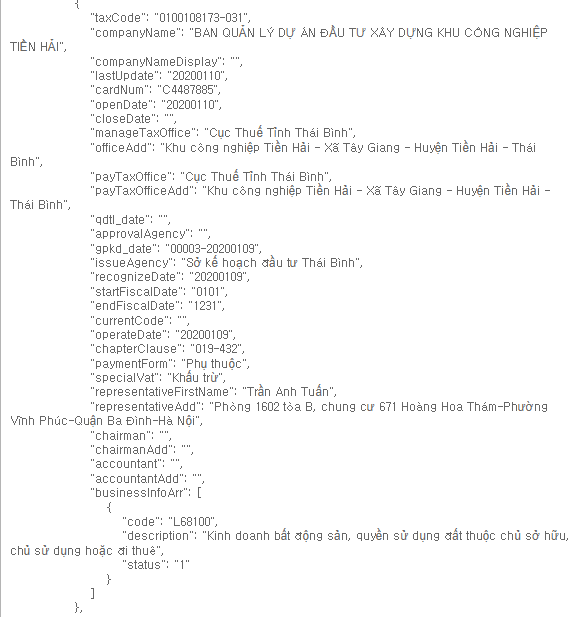 {
"taxCode": "0100108173-031",
"companyName": "BAN QUẢN LÝ DỰ ÁN ĐẦU TƯ XÂY DỰNG KHU CÔNG NGHIỆP
TIỀN HẢI",
"companyNameDisplay": "",
"lastUpdate": "20200110",
"cardNum": "C4487885",
"openDate": "20200110",
"closeDate": "",
"manageTaxOffice": "Cục Thuế Tỉnh Thái Bình",
"officeAdd": "Khu công nghiệp Tiền Hải - Xã Tây Giang - Huyện Tiền Hải - Thái
Bình",
"payTaxOffice": "Cục Thuế Tỉnh Thái Bình",
"payTaxOfficeAdd": "Khu công nghiệp Tiền Hải - Xã Tây Giang - Huyện Tiền Hải -
Thái Bình",
"qdtl_date": "",
"approvalAgency": "",
"gpkd_date": "00003-20200109",
"issueAgency": "Sở kế hoạch đầu tư Thái Bình",
"recognizeDate": "20200109",
"startFiscalDate": "0101",
"endFiscalDate": "1231",
"currentCode": "",
"operateDate": "20200109",
"chapterClause": "019-432",
"paymentForm": "Phụ thuộc",
"specialVat": "Khấu trừ",
"representativeFirstName": "Trần Anh Tuấn",
"representativeAdd": "Phòng 1602 tòa B, chung cư 671 Hoàng Hoa Thám-Phường
Vĩnh Phúc-Quận Ba Đình-Hà Nội",
"chairman": "",
"chairmanAdd": "",
"accountant": "",
"accountantAdd": "",
"businessInfoArr": [
{
"code": "L68100",
"description": "Kinh doanh bất động sản, quyền sử dụng đất thuộc chủ sở hữu,
chủ sử dụng hoặc đi thuê",
"status": "1"
}
]
},